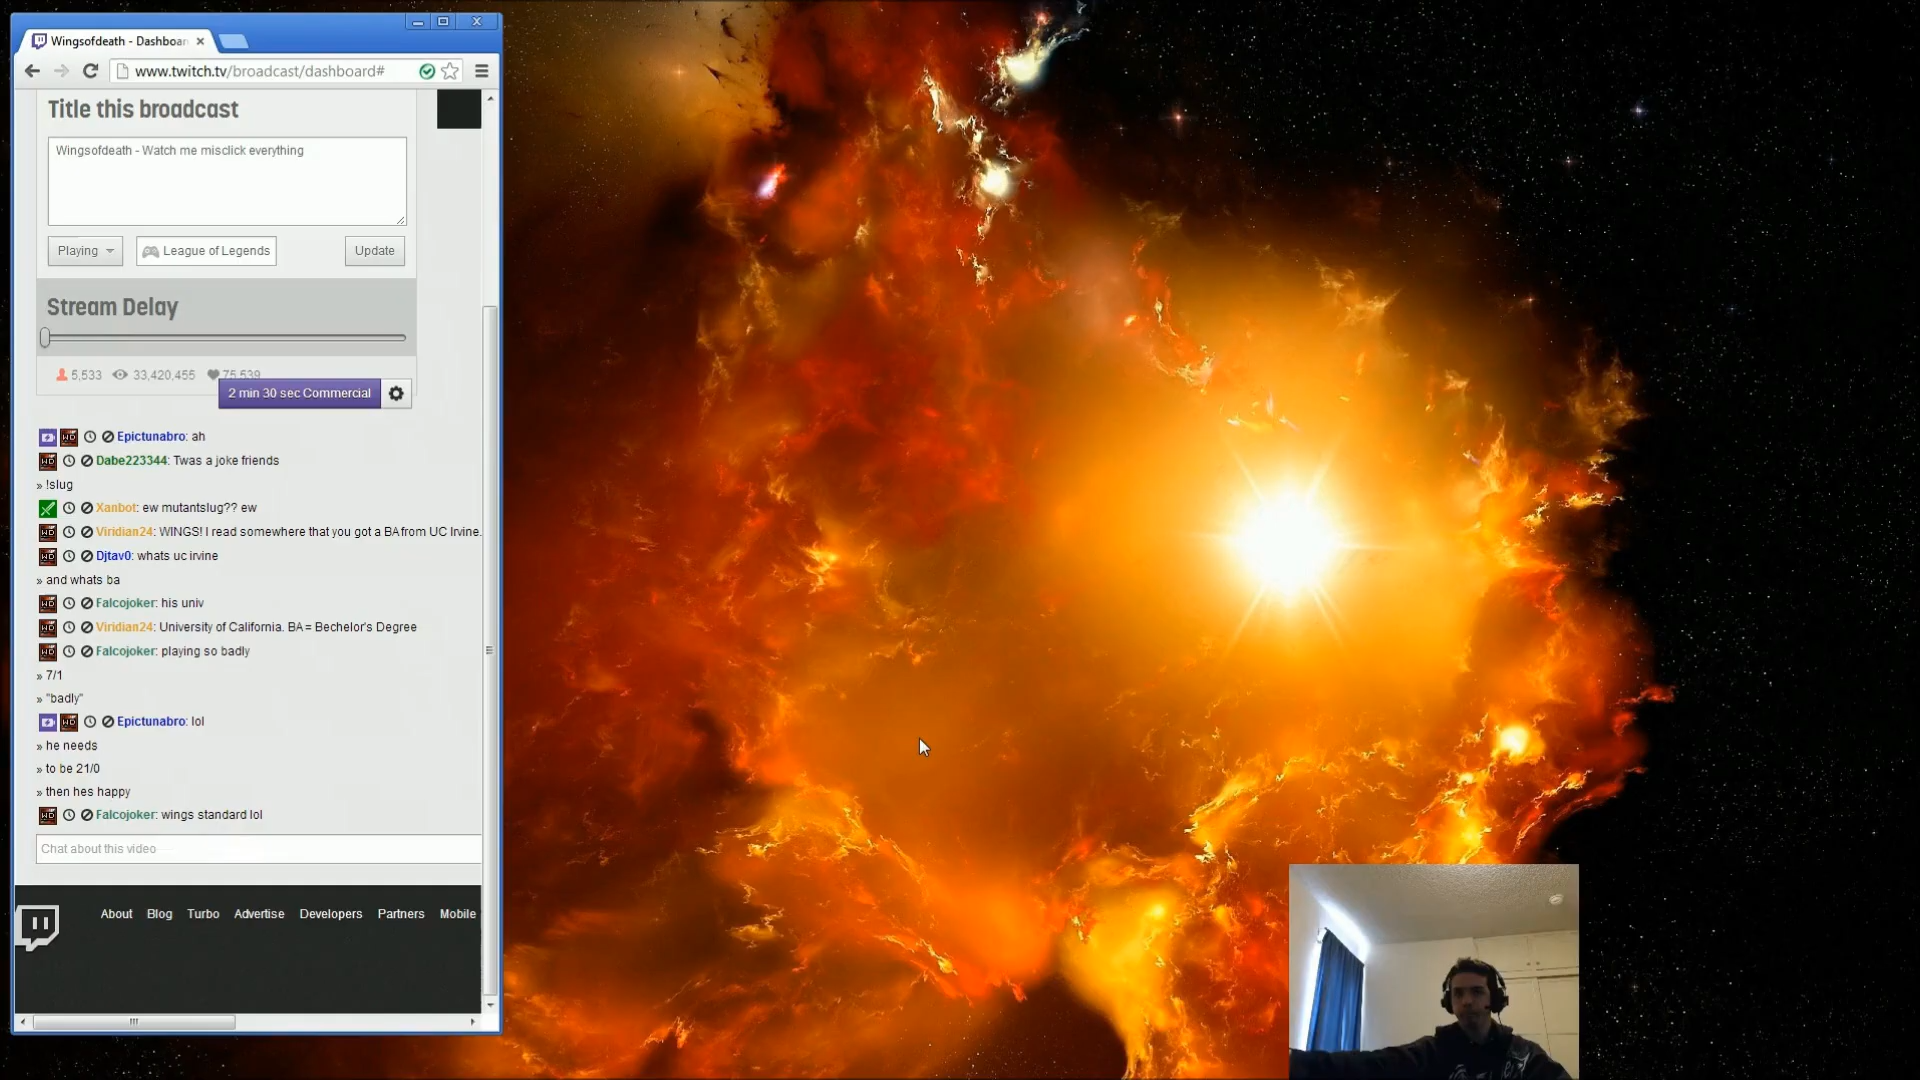 Wingsofdeath - Dashboar
www.twitch.tv/broadcast/dashboard#
Title this broadcast
Wingsofdeath - Watch me misclick everything
Playing
League of Legends
Update
Stream Delay
5,533 33,420,455 75,539
2 min 30 sec Commercial
Epictunabro: ah
Dabe223344: Twas a joke friends
» !slug
Xanbot: ew mutantslug?? ew
Viridian24: WINGS! I read somewhere that you got a BA from UC Irvine.
Djtav0: whats uc irvine
» and whats ba
Falcojoker: his univ
Viridian24: University of California. BA = Bechelor's Degree
Falcojoker: playing so badly
» 7/1
» "badly"
Epictunabro: lol
» he needs
» to be 21/0
» then hes happy
Falcojoker: wings standard lol
Chat about this video
About Blog Turbo Advertise Developers Partners Mobile